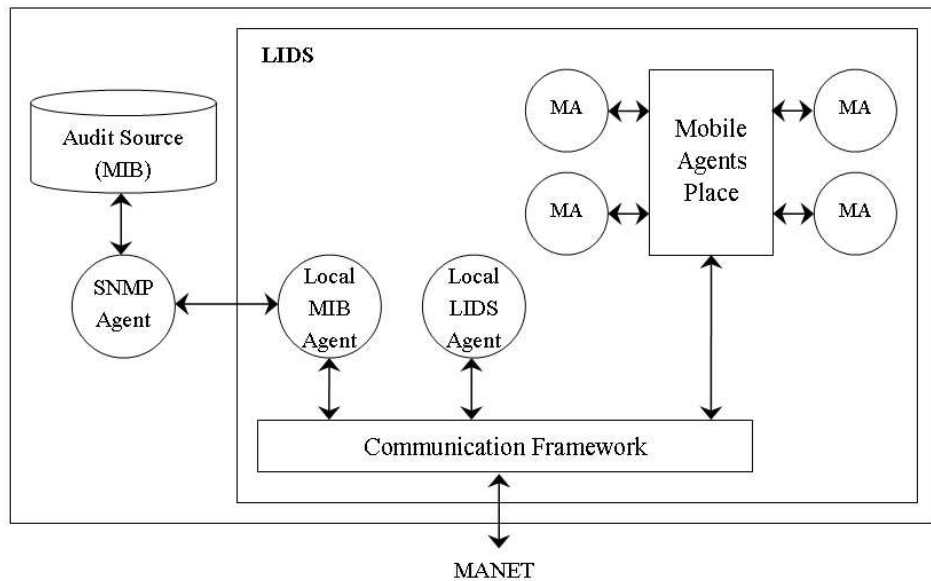 LIDS
Audit Source
(MIB)
MA
MA
Mobile
Agents
Place
MA
MA
SNMP
Agent
Local
MIB
Agent
Local
LIDS
Agent
Communication Framework
MANET